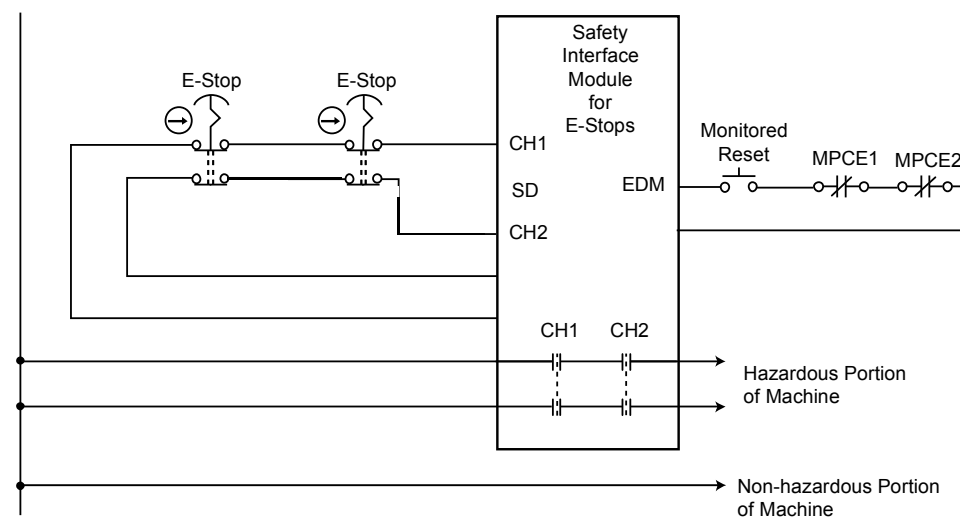 Safety
Interface
Module
for
E-Stops
E-Stop
E-Stop
CH1
SD
CH2
EDM
Monitored
Reset
MPCE1
MPCE2
CH1
CH2
Hazardous Portion
of Machine
Non-hazardous Portion
of Machine